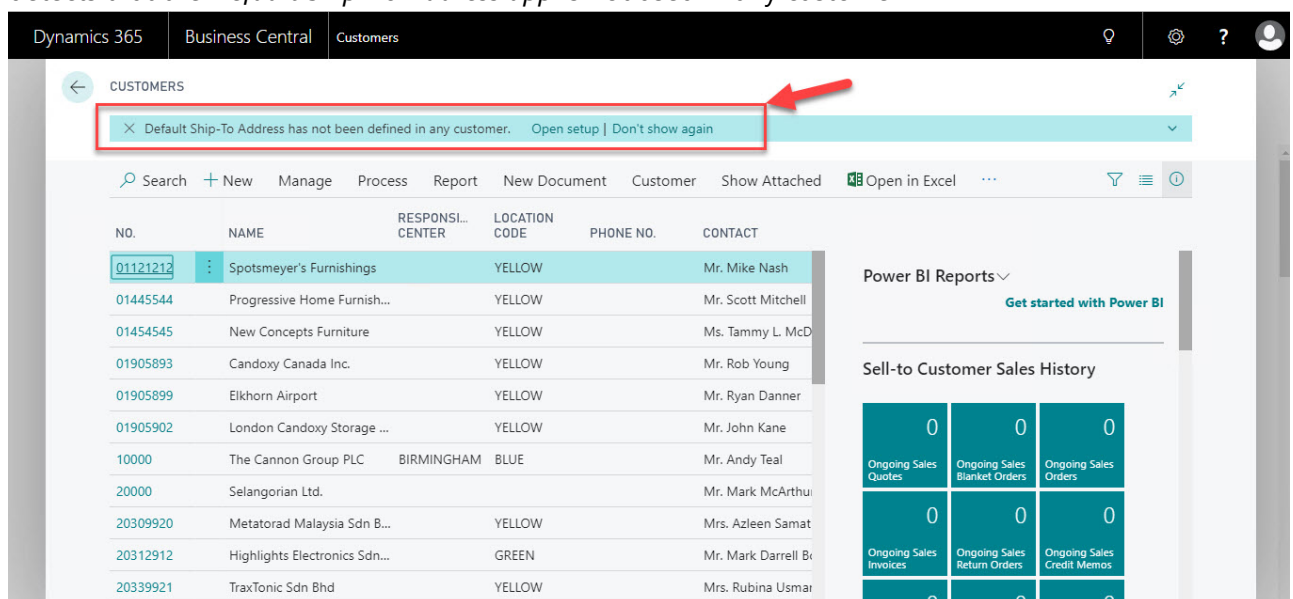 Dynamics 365 Business Central Customers ?
CUSTOMERS
Default Ship-To Address has not been defined in any customer. Open setup | Don't show again
Search + New Manage Process Report New Document Customer Show Attached Open in Excel ...
NO. NAME RESPONSI... CENTER LOCATION CODE PHONE NO. CONTACT
01121212 Spotsmeyer's Furnishings YELLOW Mr. Mike Nash
01445544 Progressive Home Furnish... YELLOW Mr. Scott Mitchell
01454545 New Concepts Furniture YELLOW Ms. Tammy L. McD
01905893 Candoxy Canada Inc. YELLOW Mr. Rob Young
01905899 Elkhorn Airport YELLOW Mr. Ryan Danner
01905902 London Candoxy Storage ... YELLOW Mr. John Kane
10000 The Cannon Group PLC BIRMINGHAM BLUE Mr. Andy Teal
20000 Selangorian Ltd. Mr. Mark McArthu
20309920 Metatorad Malaysia Sdn B... YELLOW Mrs. Azleen Samat
20312912 Highlights Electronics Sdn... GREEN Mr. Mark Darrell Bo
20339921 TraxTonic Sdn Bhd YELLOW Mrs. Rubina Usmar
Power BI Reports
Get started with Power BI
Sell-to Customer Sales History
0 0 0
Ongoing Sales Quotes Ongoing Sales Blanket Orders Ongoing Sales Orders
0 0 0
Ongoing Sales Invoices Ongoing Sales Return Orders Ongoing Sales Credit Memos